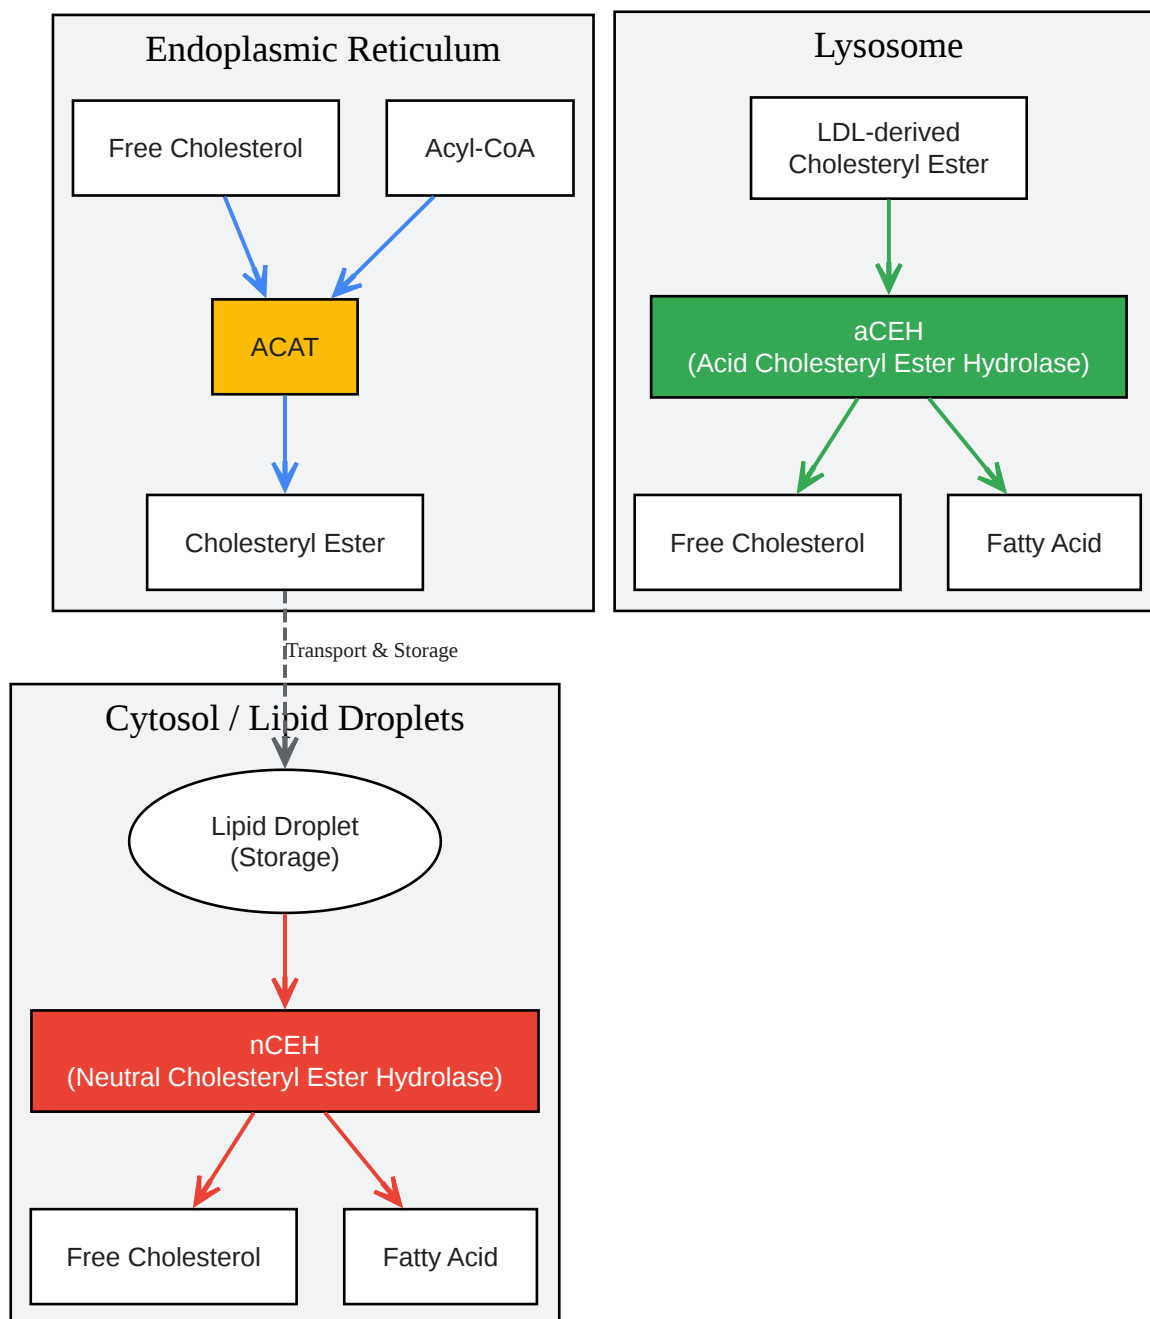 Endoplasmic Reticulum
Free Cholesterol
Acyl-CoA
ACAT
Cholesteryl Ester
Lysosome
LDL-derived
Cholesteryl Ester
aCEH
(Acid Cholesteryl Ester Hydrolase)
Free Cholesterol
Fatty Acid
Transport & Storage
Cytosol / Lipid Droplets
Lipid Droplet
(Storage)
nCEH
(Neutral Cholesteryl Ester Hydrolase)
Free Cholesterol
Fatty Acid